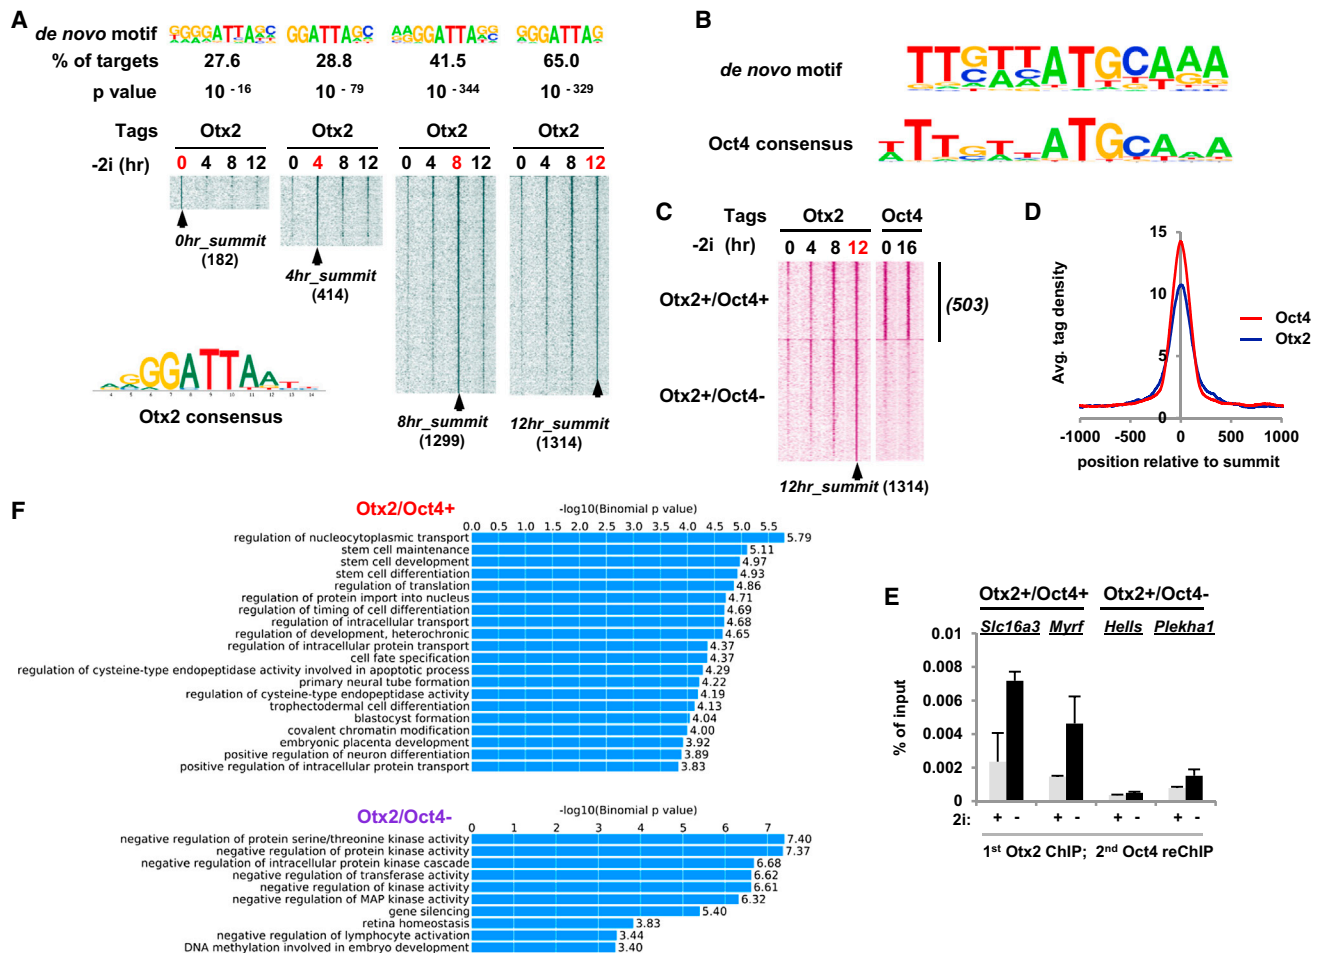 A
de novo motif
GGGGATTAGC GGATTAGC AAGGGATTAGG GGGATTAG
% of targets 27.6 28.8 41.5 65.0
p value 10 -16 10 -79 10 -344 10 -329
Tags Otx2 Otx2 Otx2 Otx2
-2i (hr) 0 4 8 12 0 4 8 12 0 4 8 12 0 4 8 12
0hr_summit
(182)
4hr_summit
(414)
8hr_summit
(1299)
12hr_summit
(1314)
GGATTAA
4 5 6 7 8 9 10 11 12 13 14
Otx2 consensus
B
de novo motif
TTGTTATGCAAA
Oct4 consensus
TTTGTTATGCAAA
C
Tags Otx2 Oct4
-2i (hr) 0 4 8 12 0 16
Otx2+/Oct4+
(503)
Otx2+/Oct4-
12hr_summit (1314)
D
Avg. tag density
15
10
5
0
-1000 -500 0 500 1000
position relative to summit
Oct4
Otx2
F
Otx2/Oct4+
-log10(Binomial p value)
0.0 0.5 1.0 1.5 2.0 2.5 3.0 3.5 4.0 4.5 5.0 5.5
regulation of nucleocytoplasmic transport 5.79
stem cell maintenance 5.11
stem cell development 4.97
stem cell differentiation 4.93
regulation of translation 4.86
regulation of protein import into nucleus 4.71
regulation of timing of cell differentiation 4.69
regulation of intracellular transport 4.68
regulation of development, heterochronic 4.65
regulation of intracellular protein transport 4.37
cell fate specification 4.37
regulation of cysteine-type endopeptidase activity involved in apoptotic process 4.29
primary neural tube formation 4.22
regulation of cysteine-type endopeptidase activity 4.19
trophectodermal cell differentiation 4.13
blastocyst formation 4.04
covalent chromatin modification 4.00
embryonic placenta development 3.92
positive regulation of neuron differentiation 3.89
positive regulation of intracellular protein transport 3.83
Otx2/Oct4-
-log10(Binomial p value)
0 1 2 3 4 5 6 7
negative regulation of protein serine/threonine kinase activity 7.40
negative regulation of protein kinase activity 7.37
negative regulation of intracellular protein kinase cascade 6.68
negative regulation of transferase activity 6.62
negative regulation of kinase activity 6.61
negative regulation of MAP kinase activity 6.32
gene silencing 5.40
retina homeostasis 3.83
negative regulation of lymphocyte activation 3.44
DNA methylation involved in embryo development 3.40
E
Otx2+/Oct4+ Otx2+/Oct4-
Slc16a3 Myrf Hells Plekha1
% of input
0.01
0.008
0.006
0.004
0.002
0
2i: + - + - + - + -
1st Otx2 ChIP; 2nd Oct4 reChIP